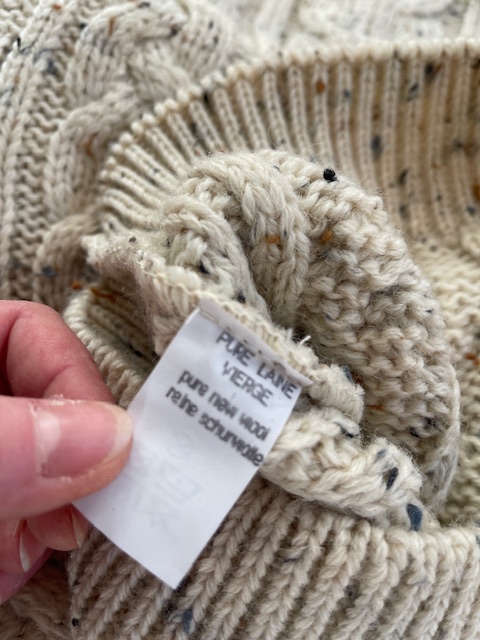 PURE LAINE
VIERGE
pure new wool
reine schurwolle